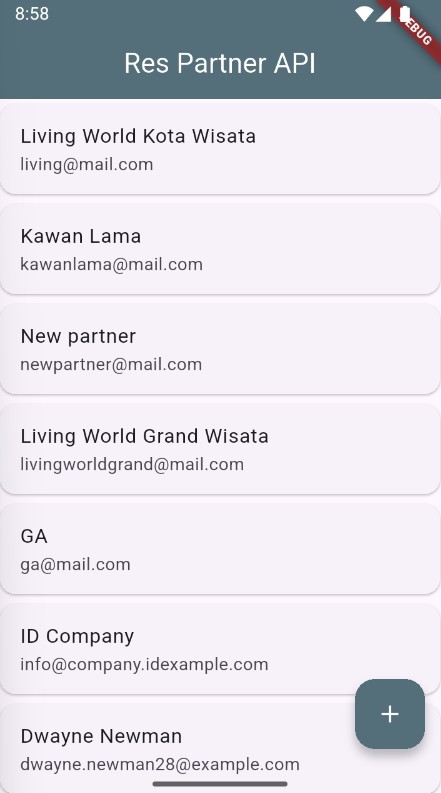 8:58
Res Partner API
Living World Kota Wisata
living@mail.com
Kawan Lama
kawanlama@mail.com
New partner
newpartner@mail.com
Living World Grand Wisata
livingworldgrand@mail.com
GA
ga@mail.com
ID Company
info@company.idexample.com
Dwayne Newman
dwayne.newman28@example.com